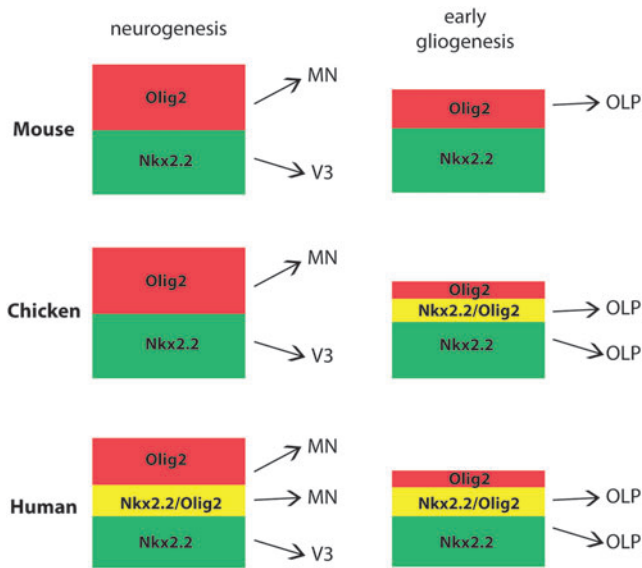 neurogenesis
early
gliogenesis
Mouse
Olig2
Nkx2.2
MN
V3
Olig2
Nkx2.2
OLP
Chicken
Olig2
Nkx2.2
MN
V3
Olig2
Nkx2.2/Olig2
Nkx2.2
OLP
OLP
Human
Olig2
Nkx2.2/Olig2
Nkx2.2
MN
MN
V3
Olig2
Nkx2.2/Olig2
Nkx2.2
OLP
OLP